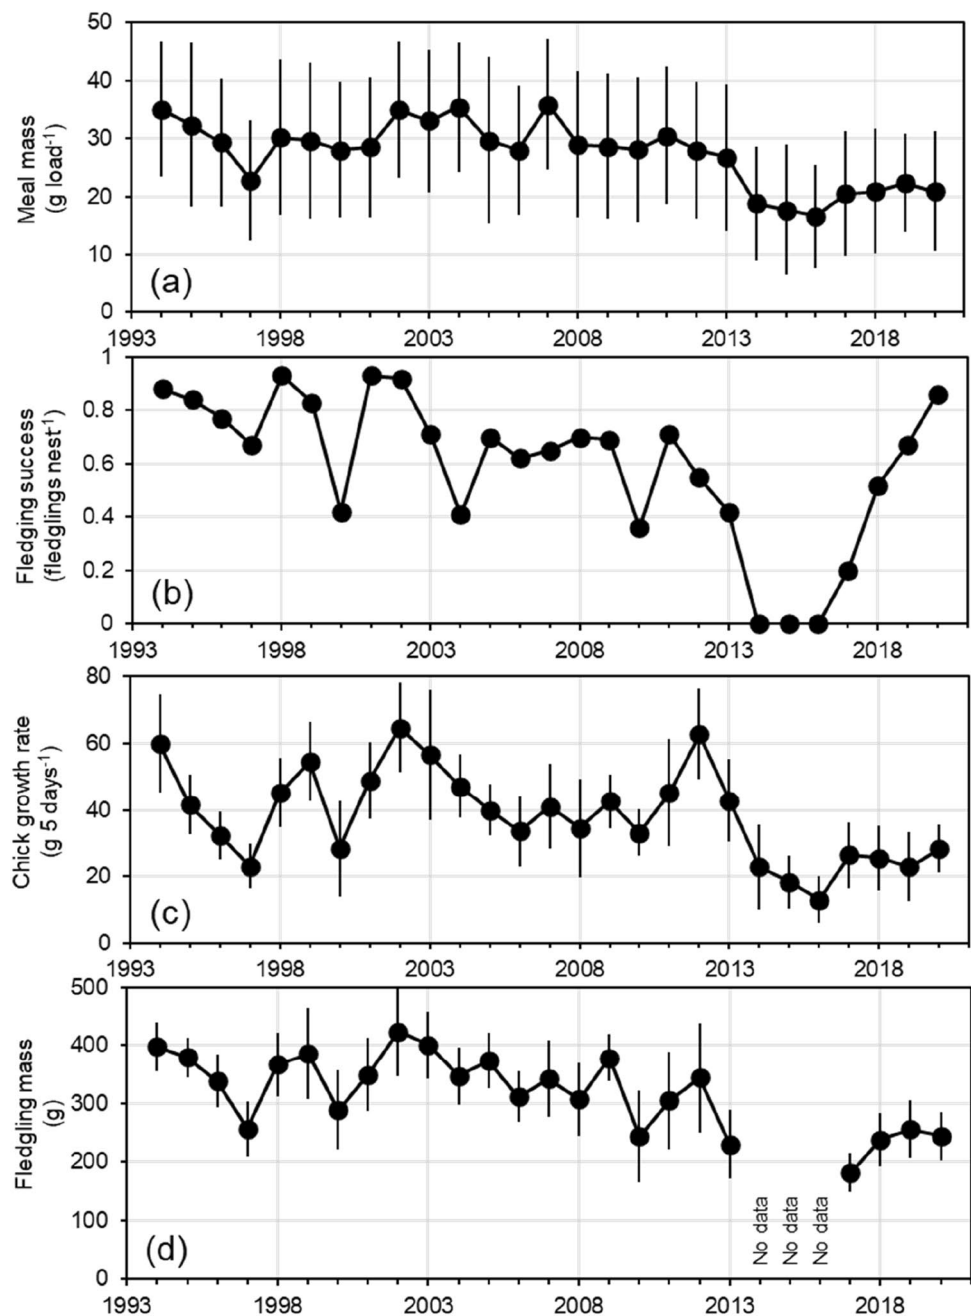 50
40
30
20
10
0
Meal mass
(g load⁻¹)
(a)
1993 1998 2003 2008 2013 2018
1
0.8
0.6
0.4
0.2
0
Fledging success
(fledglings nest⁻¹)
(b)
1993 1998 2003 2008 2013 2018
80
60
40
20
0
Chick growth rate
(g 5 days⁻¹)
(c)
1993 1998 2003 2008 2013 2018
500
400
300
200
100
0
Fledgling mass
(g)
(d)
No data
No data
No data
1993 1998 2003 2008 2013 2018